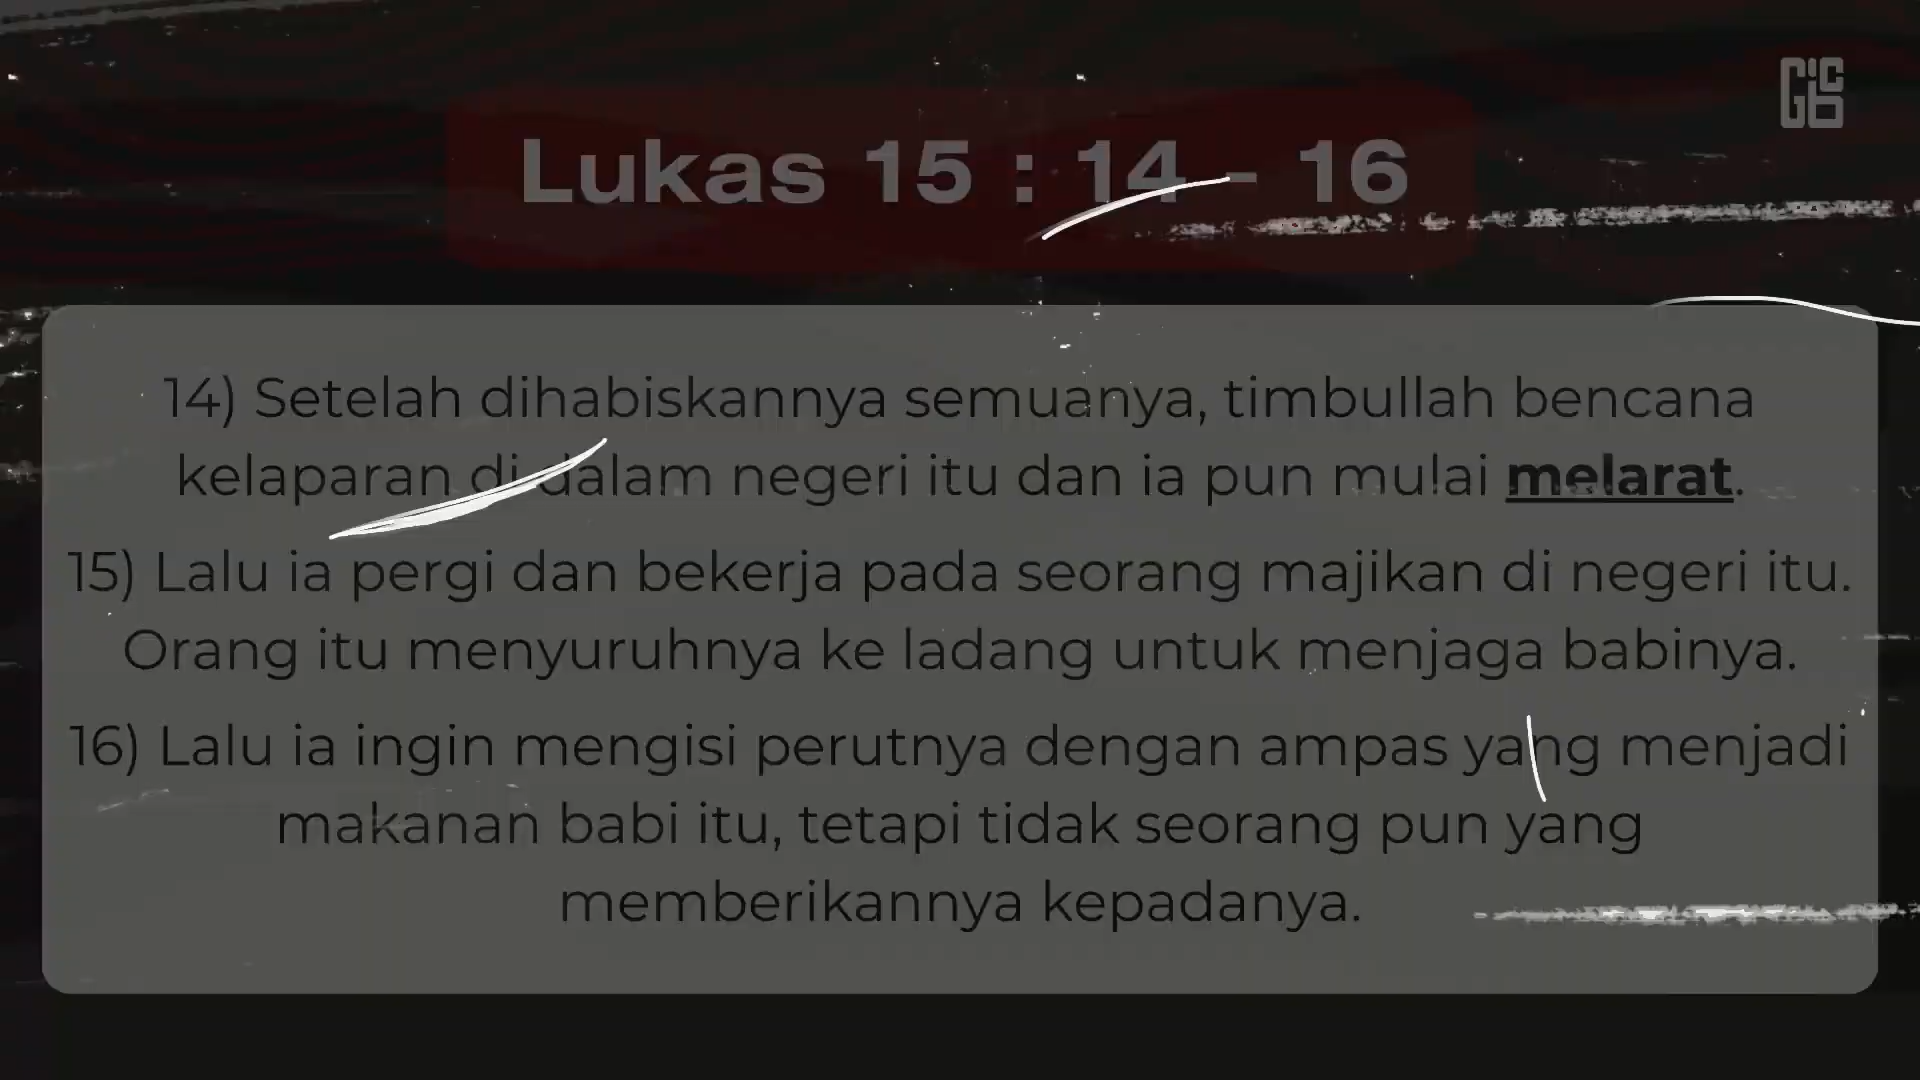 GCBC
Lukas 15 : 14 - 16
14) Setelah dihabiskannya semuanya, timbullah bencana
kelaparan di dalam negeri itu dan ia pun mulai melarat.
15) Lalu ia pergi dan bekerja pada seorang majikan di negeri itu.
Orang itu menyuruhnya ke ladang untuk menjaga babinya.
16) Lalu ia ingin mengisi perutnya dengan ampas yang menjadi
makanan babi itu, tetapi tidak seorang pun yang
memberikannya kepadanya.